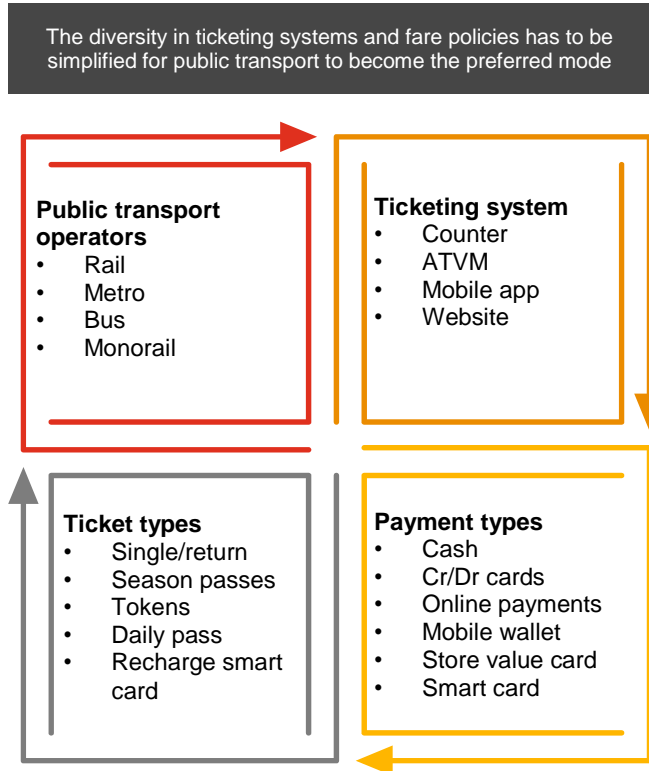 The diversity in ticketing systems and fare policies has to be
simplified for public transport to become the preferred mode
Public transport
operators
• Rail
• Metro
• Bus
• Monorail
Ticketing system
• Counter
• ATVM
• Mobile app
• Website
Ticket types
• Single/return
• Season passes
• Tokens
• Daily pass
• Recharge smart
card
Payment types
• Cash
• Cr/Dr cards
• Online payments
• Mobile wallet
• Store value card
• Smart card